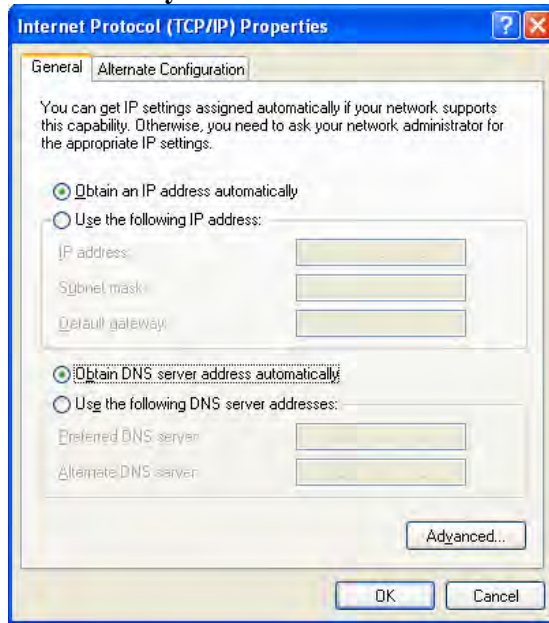 Internet Protocol (TCP/IP) Properties
General
Alternate Configuration
You can get IP settings assigned automatically if your network supports
this capability. Otherwise, you need to ask your network administrator for
the appropriate IP settings.
Obtain an IP address automatically
Use the following IP address:
IP address:
Subnet mask:
Default gateway:
Obtain DNS server address automatically
Use the following DNS server addresses:
Preferred DNS server:
Alternate DNS server:
Advanced...
OK
Cancel